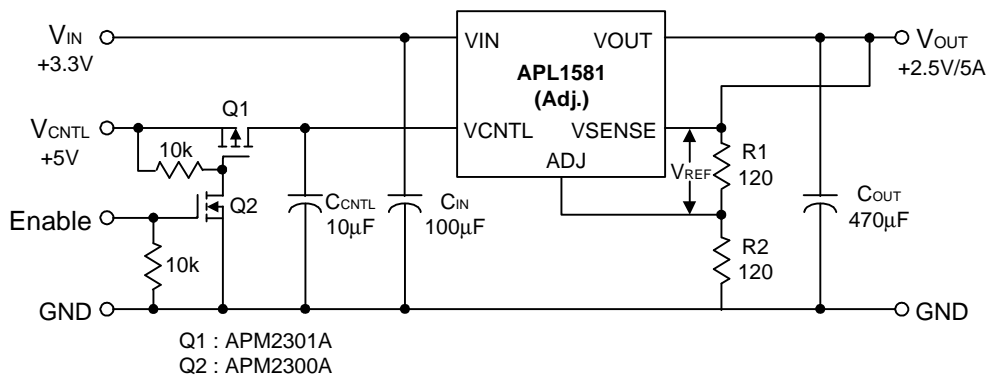 VIN
+3.3V
VIN
VOUT
APL1581
(Adj.)
VOUT
+2.5V/5A
Q1
VCNTL
+5V
10k
VCNTL
VSENSE
ADJ
VREF
R1
120
Enable
Q2
CCNTL
10µF
CIN
100µF
COUT
470µF
10k
R2
120
GND
GND
Q1 : APM2301A
Q2 : APM2300A